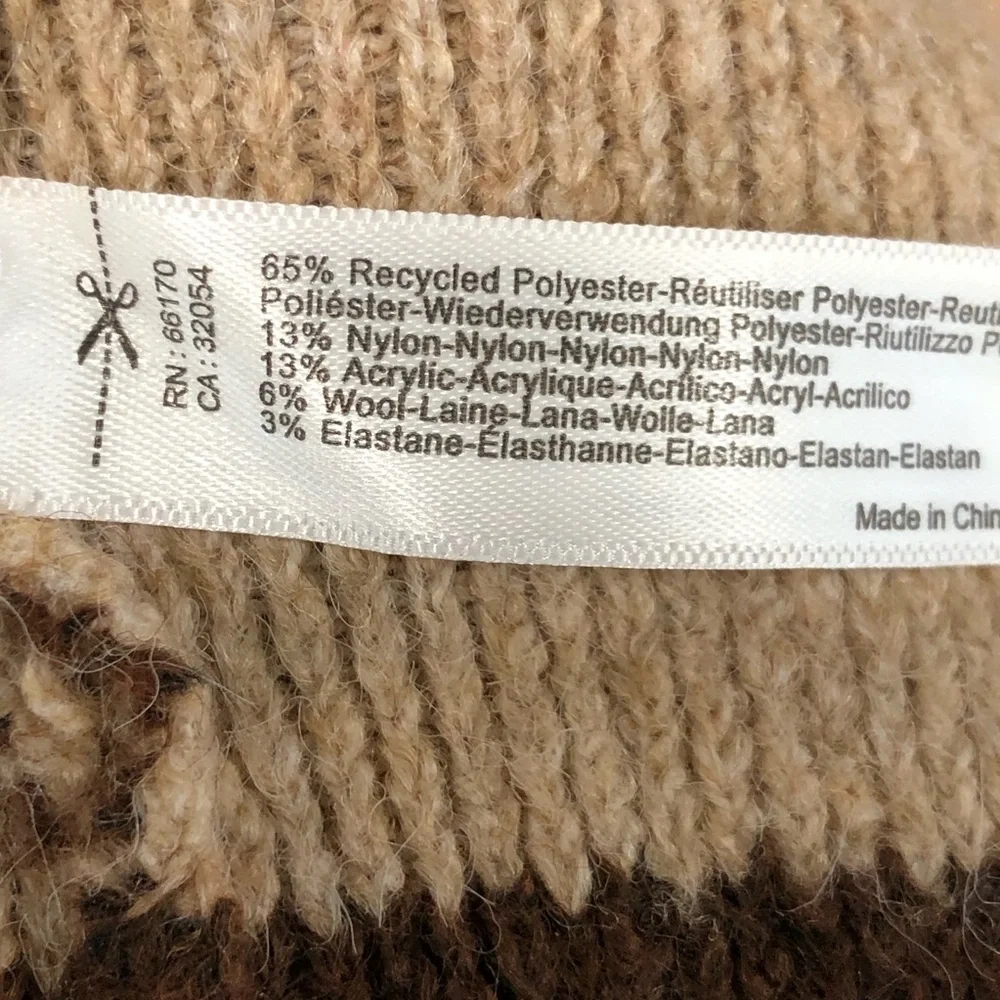 RN: 66170
CA: 32054
65% Recycled Polyester-Réutiliser Polyester-Reut
Poliéster-Wiederverwendung Polyester-Riutilizzo P
13% Nylon-Nylon-Nylon-Nylon-Nylon
13% Acrylic-Acrylique-Acrílico-Acryl-Acrilico
6% Wool-Laine-Lana-Wolle-Lana
3% Elastane-Élasthanne-Elastano-Elastan-Elastan
Made in Chin